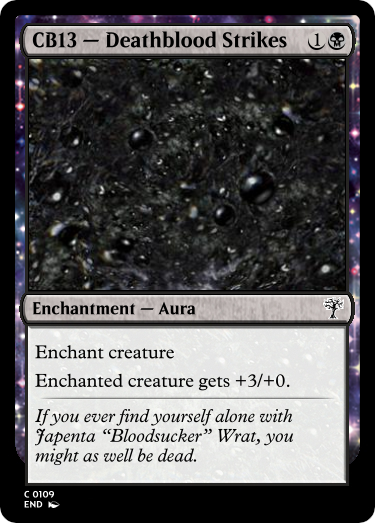 CB13 — Deathblood Strikes 1
Enchantment — Aura
Enchant creature
Enchanted creature gets +3/+0.
If you ever find yourself alone with
Japenta “Bloodsucker” Wrat, you
might as well be dead.
C 0109
END